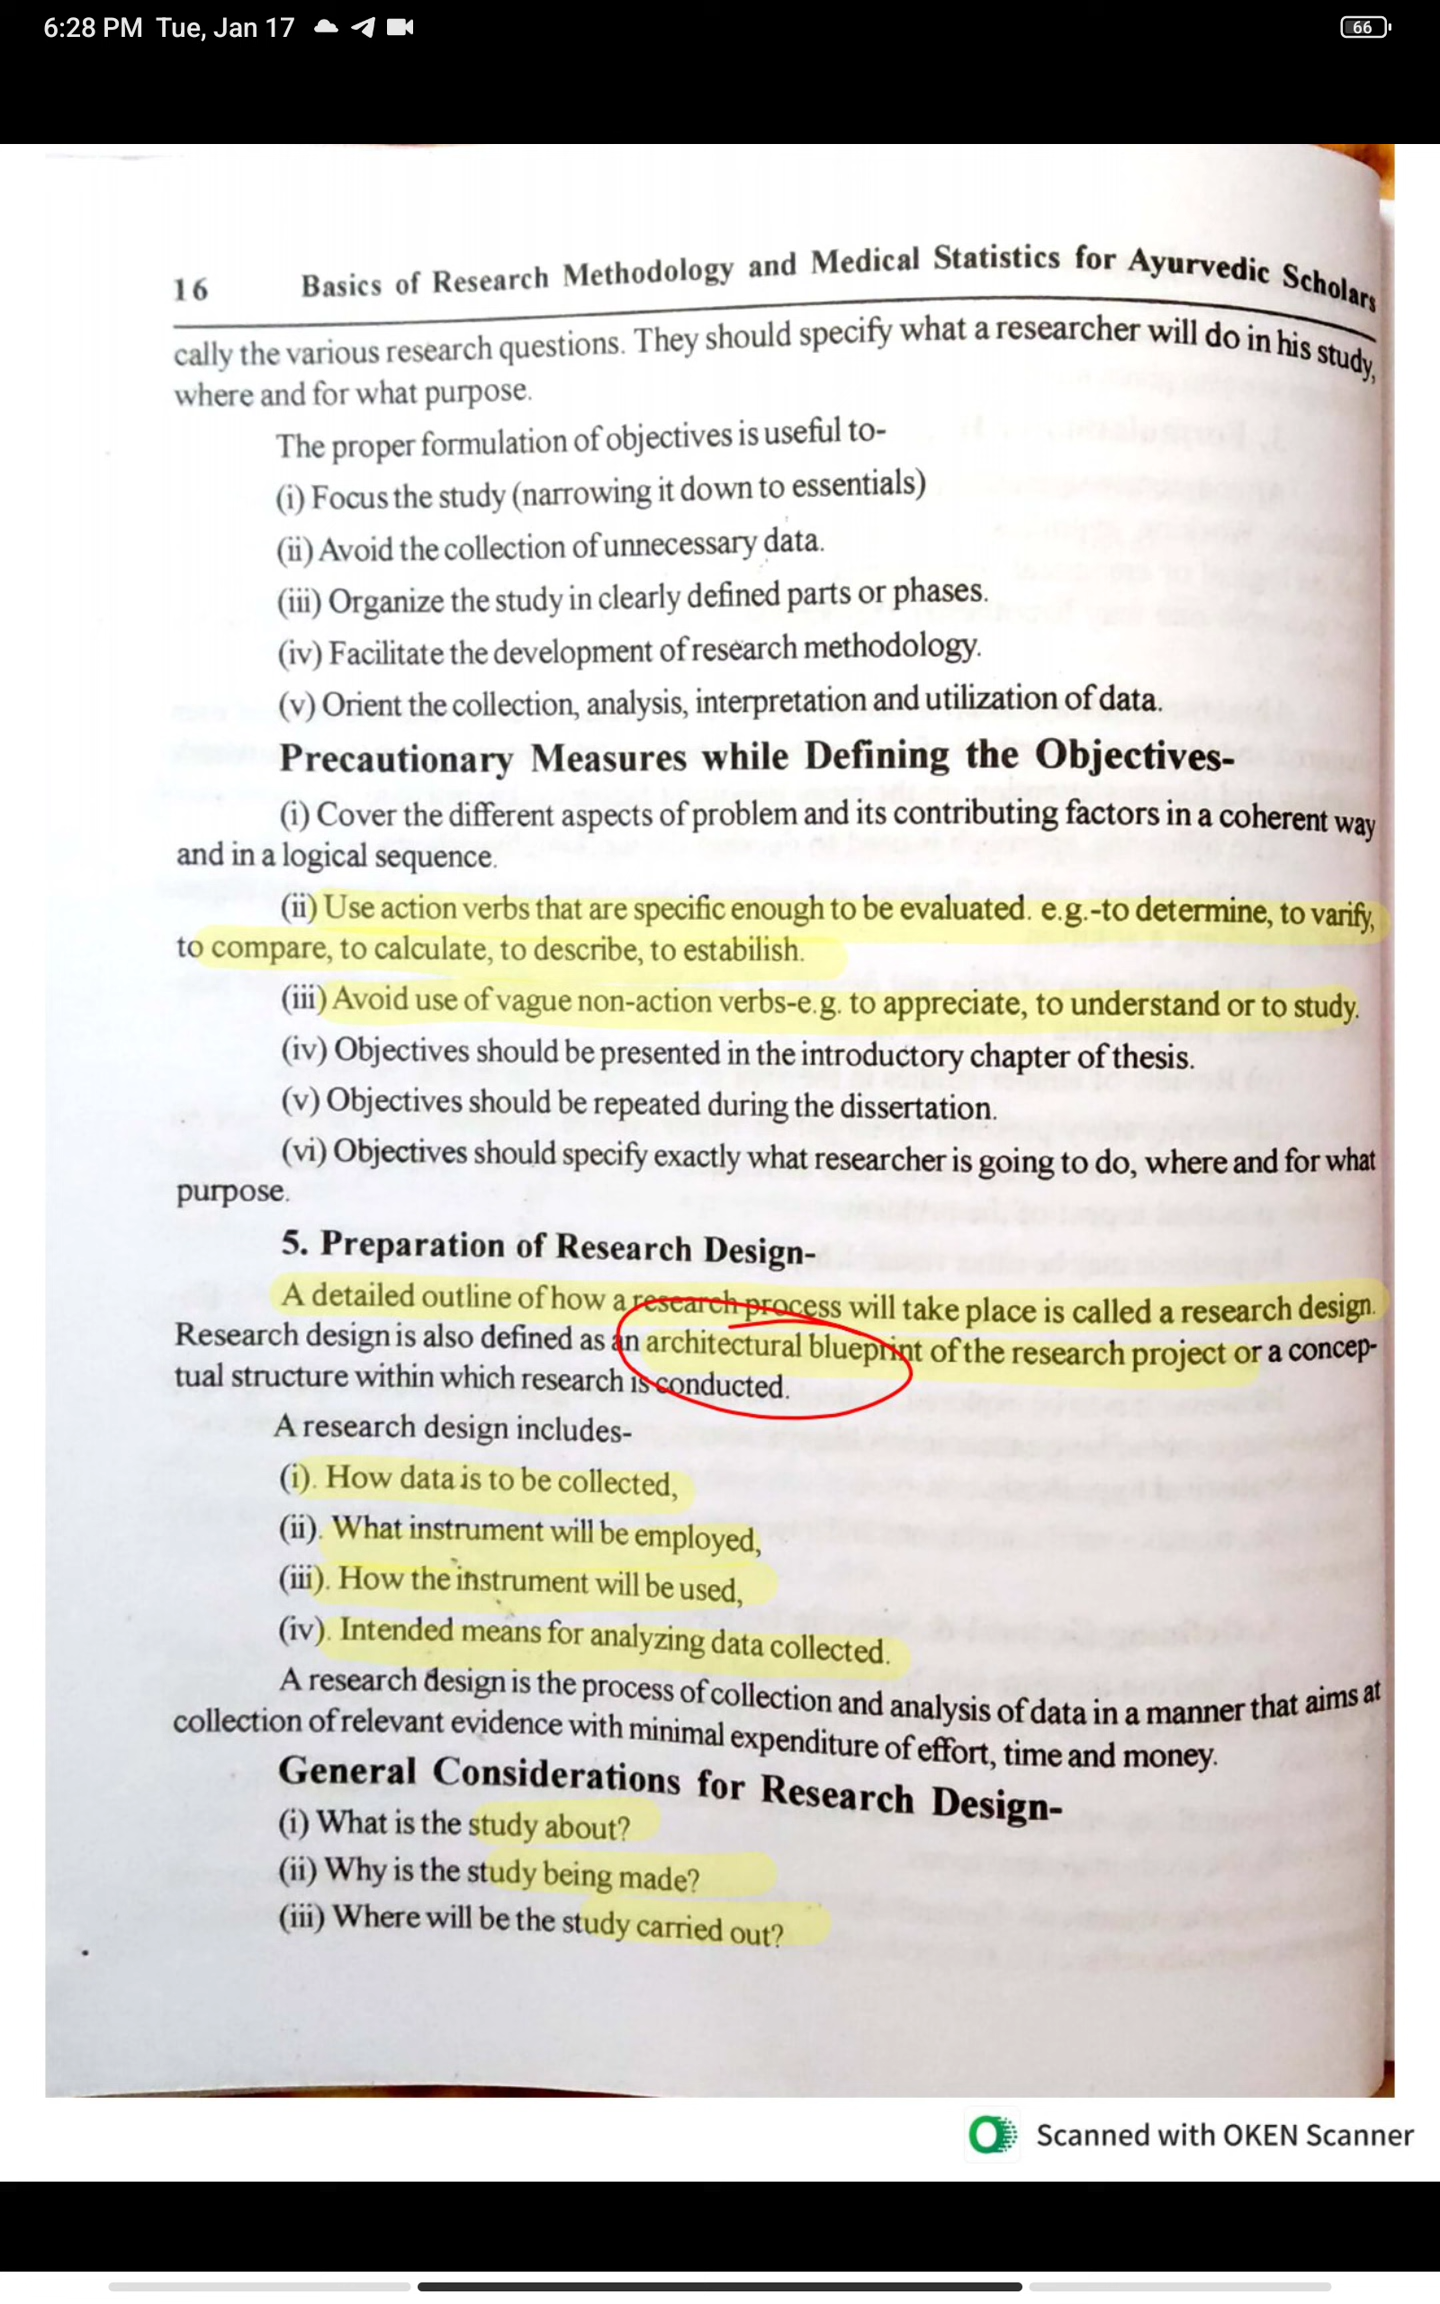 6:28 PM Tue, Jan 17
66
16 Basics of Research Methodology and Medical Statistics for Ayurvedic Scholars
cally the various research questions. They should specify what a researcher will do in his study,
where and for what purpose.
The proper formulation of objectives is useful to-
(i) Focus the study (narrowing it down to essentials)
(ii) Avoid the collection of unnecessary data.
(iii) Organize the study in clearly defined parts or phases.
(iv) Facilitate the development of research methodology.
(v) Orient the collection, analysis, interpretation and utilization of data.
Precautionary Measures while Defining the Objectives-
(i) Cover the different aspects of problem and its contributing factors in a coherent way
and in a logical sequence.
(ii) Use action verbs that are specific enough to be evaluated. e.g.-to determine, to varify,
to compare, to calculate, to describe, to estabilish.
(iii) Avoid use of vague non-action verbs-e.g. to appreciate, to understand or to study.
(iv) Objectives should be presented in the introductory chapter of thesis.
(v) Objectives should be repeated during the dissertation.
(vi) Objectives should specify exactly what researcher is going to do, where and for what
purpose.
5. Preparation of Research Design-
A detailed outline of how a research process will take place is called a research design.
Research design is also defined as an architectural blueprint of the research project or a concep-
tual structure within which research is conducted.
A research design includes-
(i). How data is to be collected,
(ii). What instrument will be employed,
(iii). How the instrument will be used,
(iv). Intended means for analyzing data collected.
A research design is the process of collection and analysis of data in a manner that aims at
collection of relevant evidence with minimal expenditure of effort, time and money.
General Considerations for Research Design-
(i) What is the study about?
(ii) Why is the study being made?
(iii) Where will be the study carried out?
Scanned with OKEN Scanner